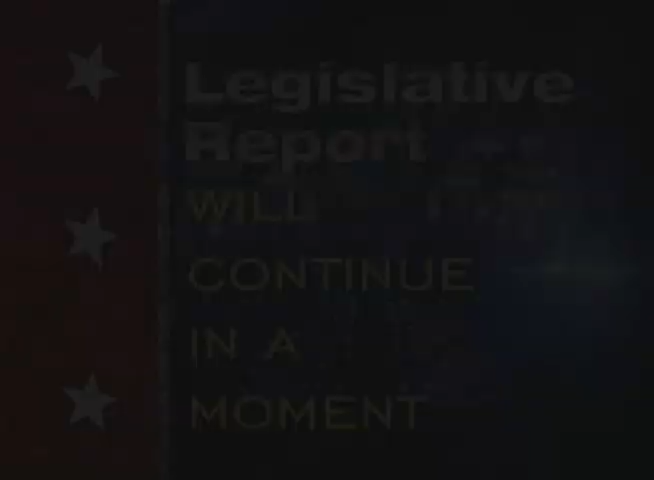 Legislative
Report
WILL
CONTINUE
IN A
MOMENT